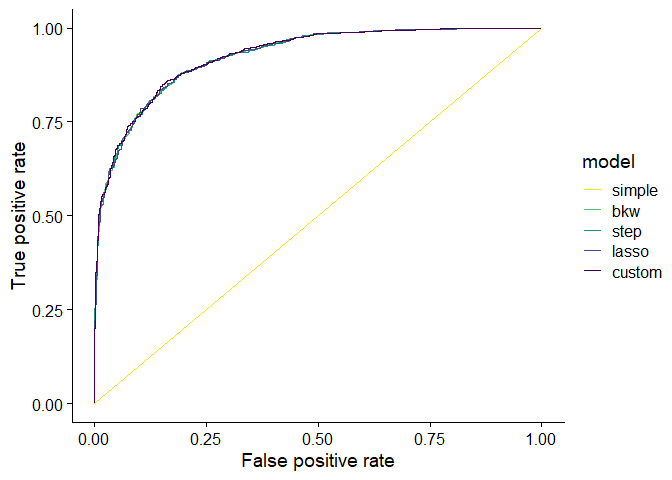 1.00
0.75
0.50
0.25
0.00
True positive rate
0.00 0.25 0.50 0.75 1.00
False positive rate
model
simple
bkw
step
lasso
custom